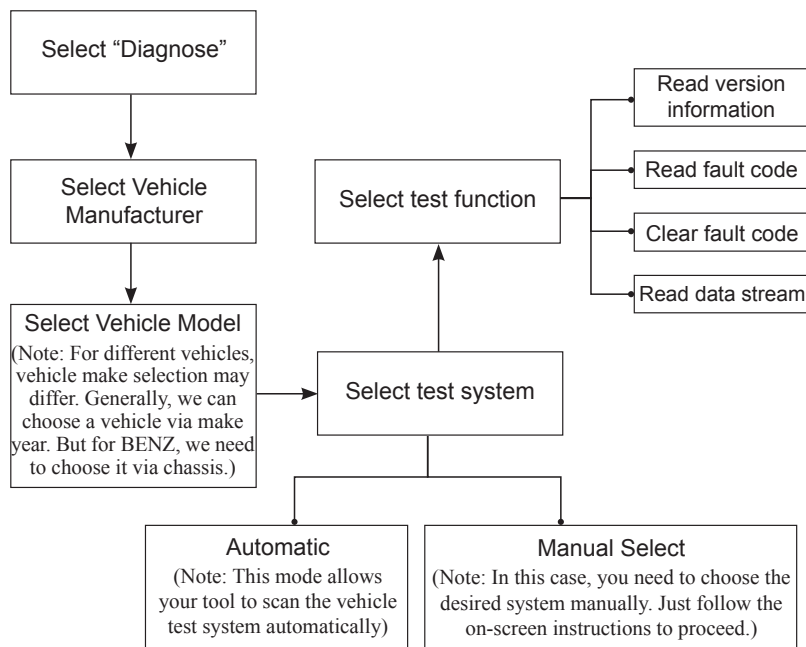 Select “Diagnose”
Select Vehicle
Manufacturer
Select Vehicle Model
(Note: For different vehicles,
vehicle make selection may
differ. Generally, we can
choose a vehicle via make
year. But for BENZ, we need
to choose it via chassis.)
Select test system
Automatic
(Note: This mode allows
your tool to scan the vehicle
test system automatically)
Manual Select
(Note: In this case, you need to choose the
desired system manually. Just follow the
on-screen instructions to proceed.)
Select test function
Read version
information
Read fault code
Clear fault code
Read data stream